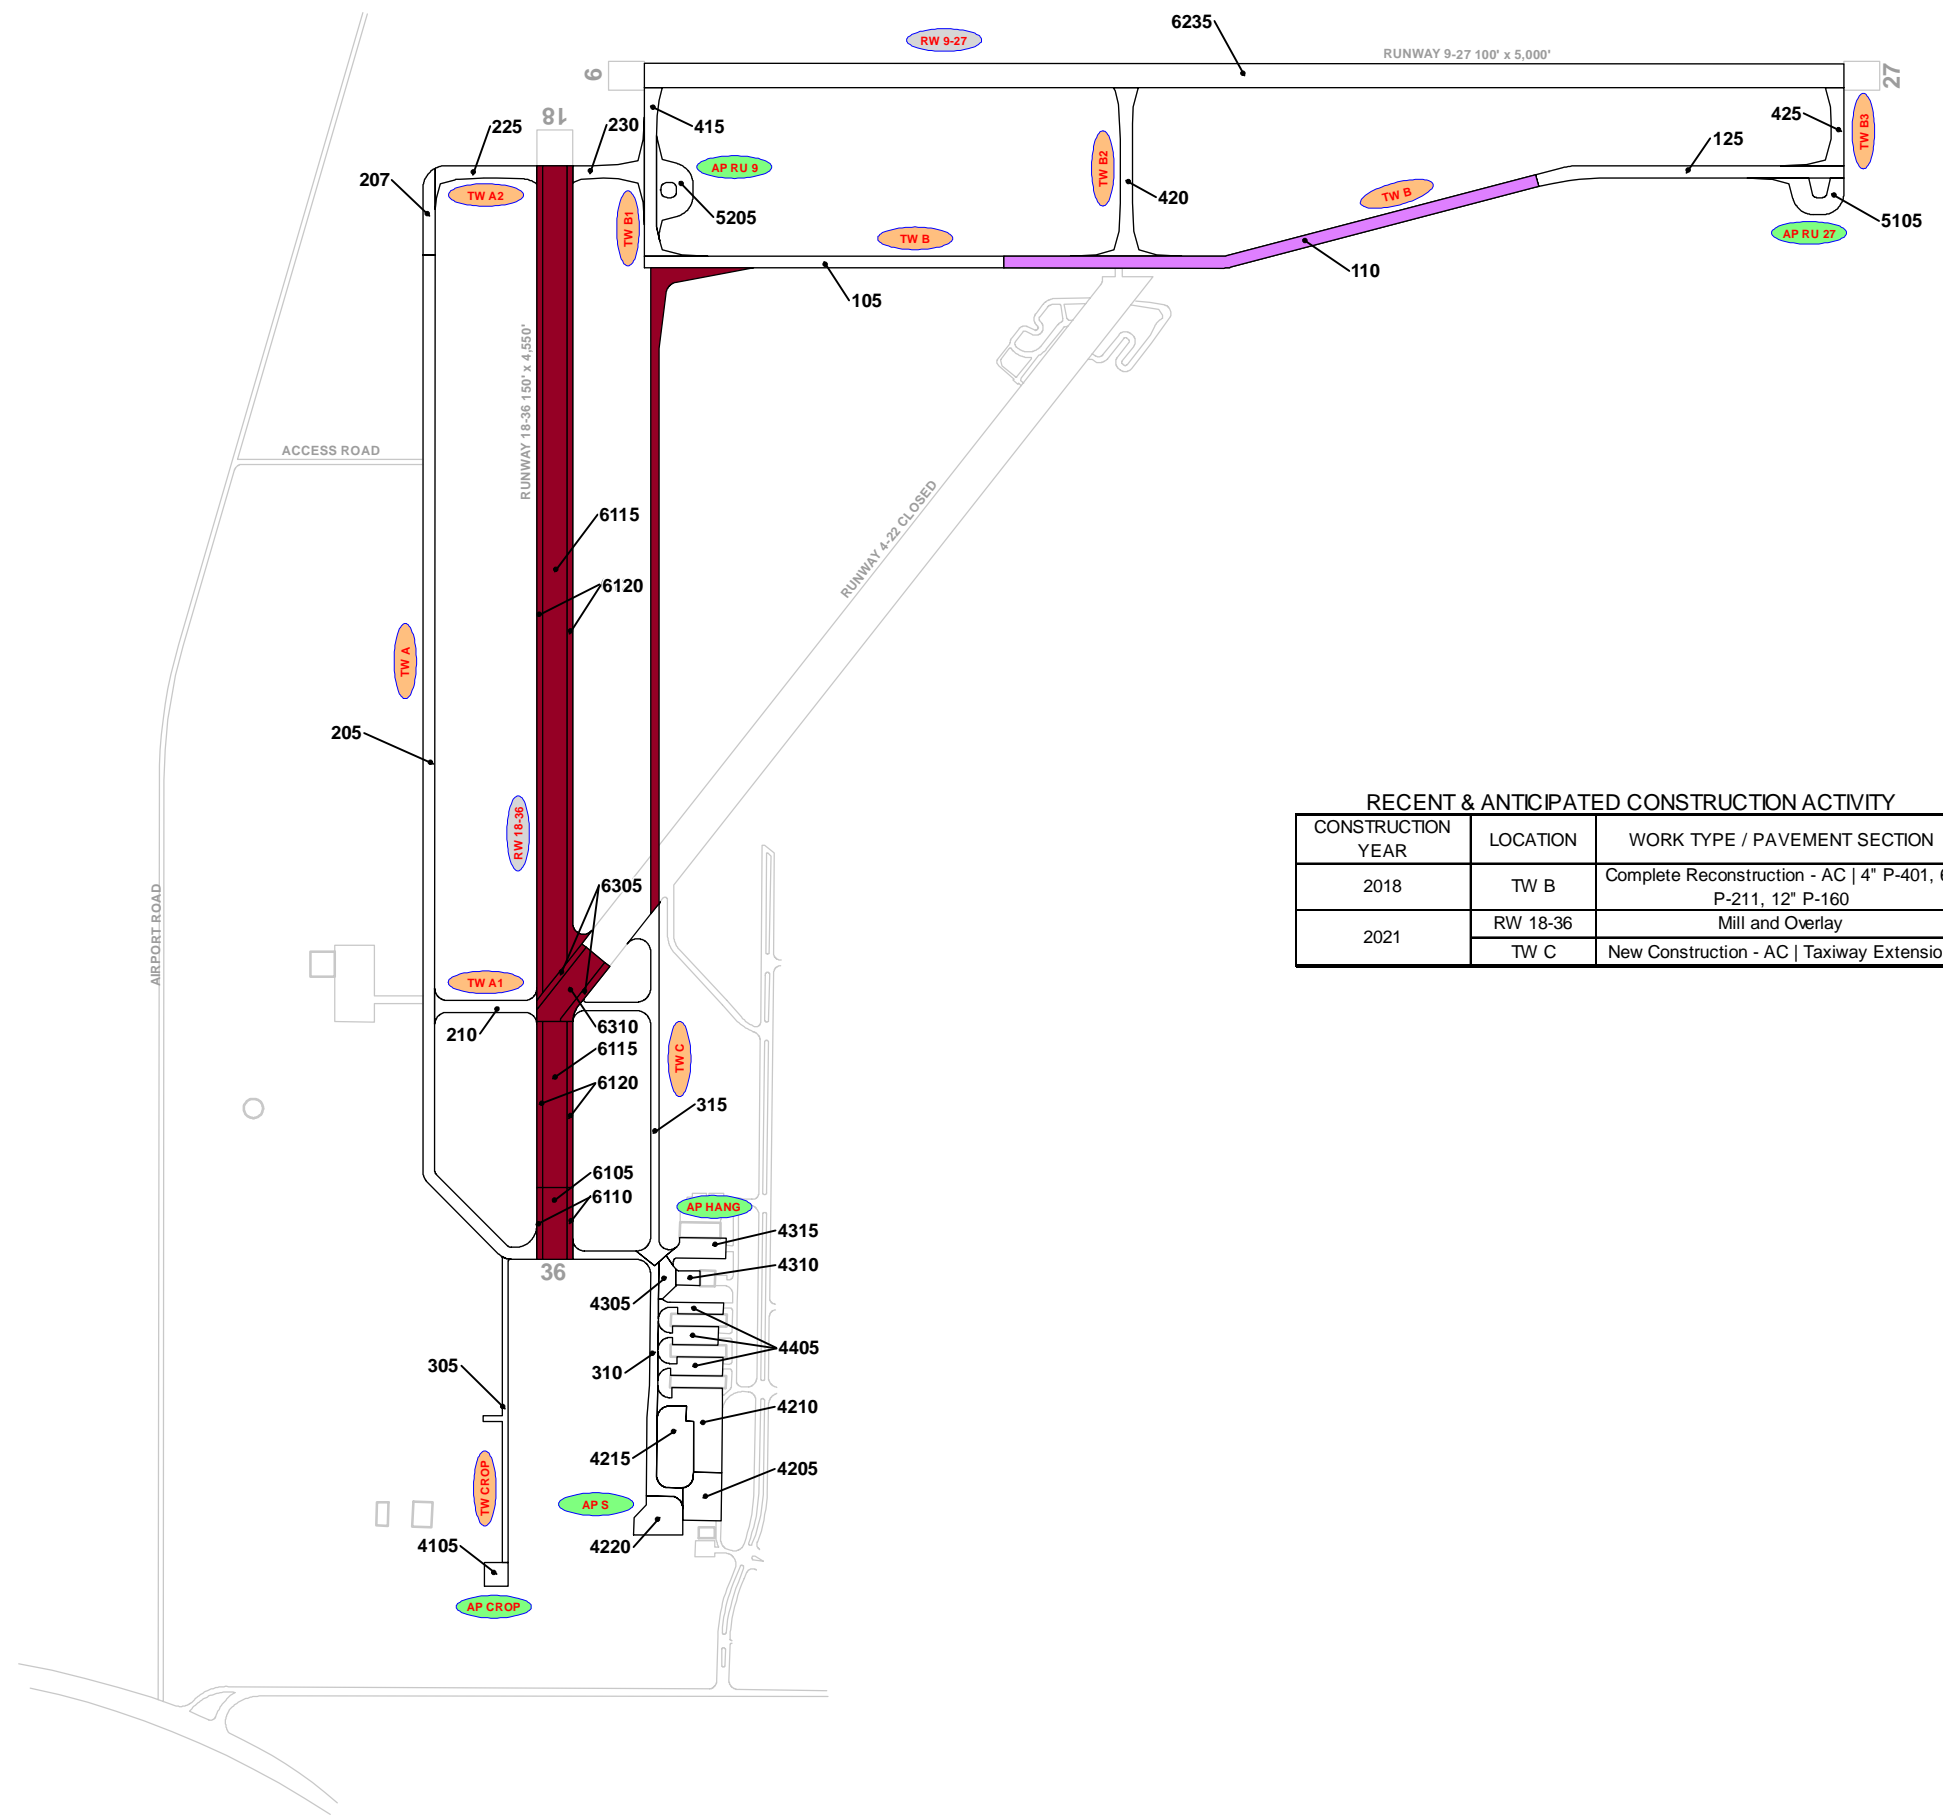 6235
RW 9-27
RUNWAY 9-27 100' x 5,000'
9
27
18
225
230
415
425
TW B3
125
207
TW A2
AP RU 9
TW B2
420
TW B
5205
TW B1
TW B
5105
AP RU 27
110
105
RUNWAY 18-36 150' x 4,550'
ACCESS ROAD
6115
RUNWAY 4-22 CLOSED
6120
TW A
205
RW 18-36
RECENT & ANTICIPATED CONSTRUCTION ACTIVITY
CONSTRUCTION YEAR
LOCATION
WORK TYPE / PAVEMENT SECTION
2018
TW B
Complete Reconstruction - AC | 4" P-401, 6
P-211, 12" P-160
2021
RW 18-36
Mill and Overlay
TW C
New Construction - AC | Taxiway Extensio
6305
AIRPORT ROAD
TW A1
210
6310
6115
TW C
6120
315
6105
6110
AP HANG
4315
36
4310
4305
4405
305
310
4210
4215
4205
TW CROP
AP S
4105
4220
AP CROP